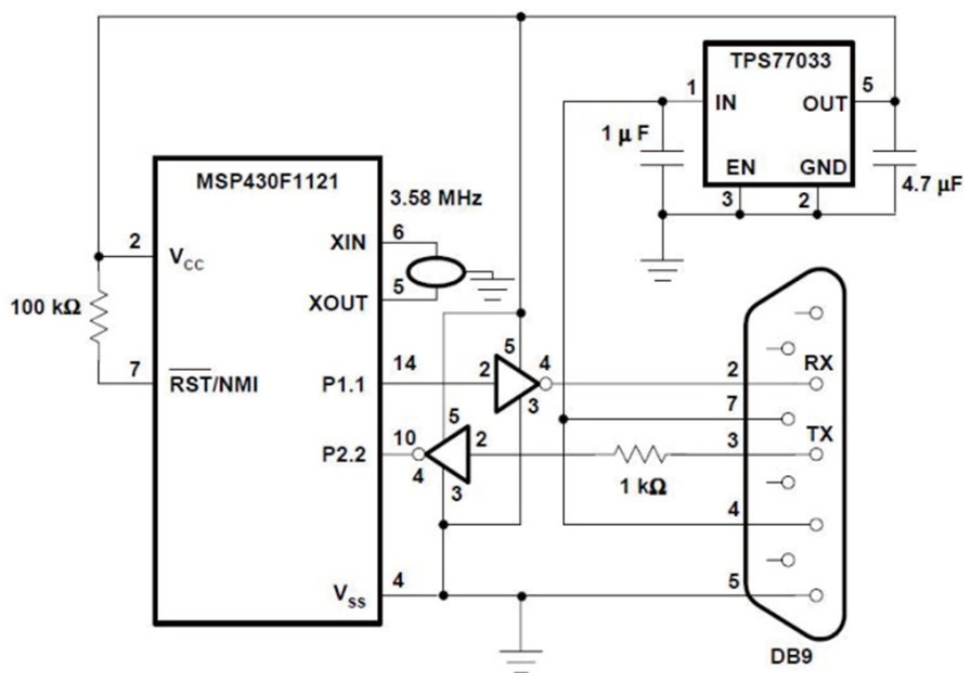 TPS77033
1 IN OUT 5
1 μF
EN GND
3 2
4.7 μF
MSP430F1121
3.58 MHz
2 VCC XIN 6
XOUT 5
100 kΩ
7 RST/NMI P1.1 14 2 5 4 3
2 RX
7
P2.2 10 4 5 3 2
1 kΩ
3 TX
4
VSS 4
5
DB9